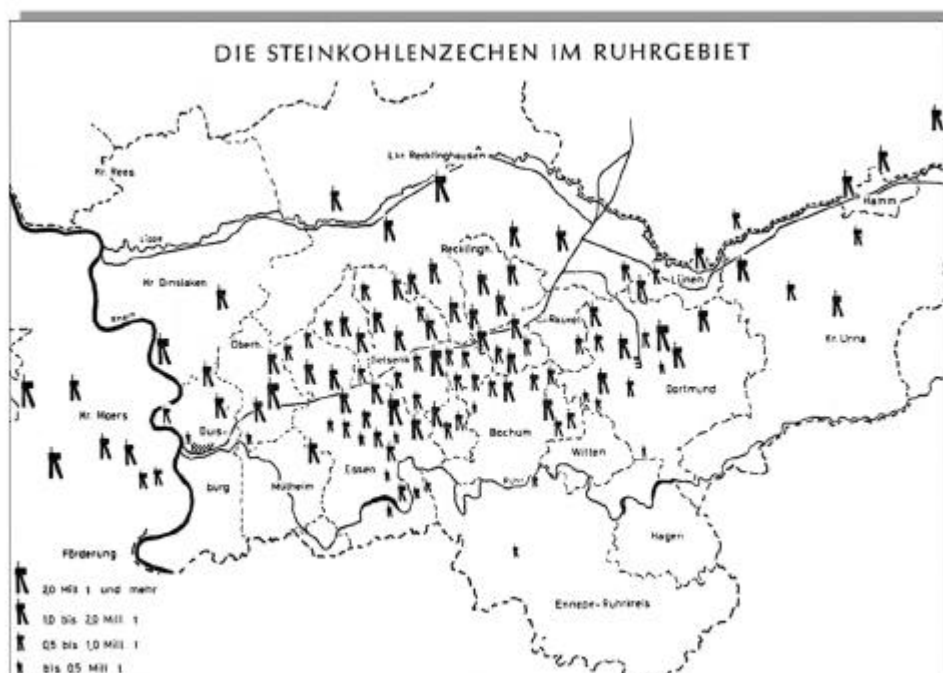 DIE STEINKOHLENZECHEN IM RUHRGEBIET
Kr. Rees
Lkr. Recklinghausen
Hamm
Lippe
Recklingh.
Lünen
Kr. Dinslaken
Rhein
Oberh.
Gelsenk.
Rauxel
Kr. Unna
Dortmund
Kr. Moers
Duis-
Bochum
Witten
Essen
burg
Mülheim
Ruhr
Hagen
Förderung
Ennepe-Ruhrkreis
2,0 Mill t und mehr
1,0 bis 2,0 Mill t
0,5 bis 1,0 Mill t
bis 0,5 Mill t